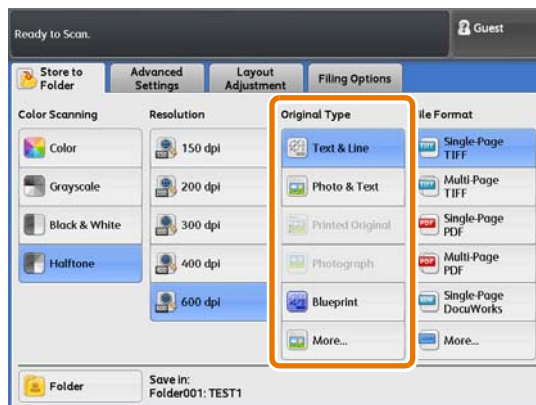 Ready to Scan.
Guest
Store to
Folder
Advanced
Settings
Layout
Adjustment
Filing Options
Color Scanning
Color
Grayscale
Black & White
Halftone
Resolution
150 dpi
200 dpi
300 dpi
400 dpi
600 dpi
Original Type
Text & Line
Photo & Text
Printed Original
Photograph
Blueprint
More...
ile Format
Single-Page
TIFF
Multi-Page
TIFF
Single-Page
PDF
Multi-Page
PDF
Single-Page
DocuWorks
More...
Folder
Save in:
Folder001: TEST1